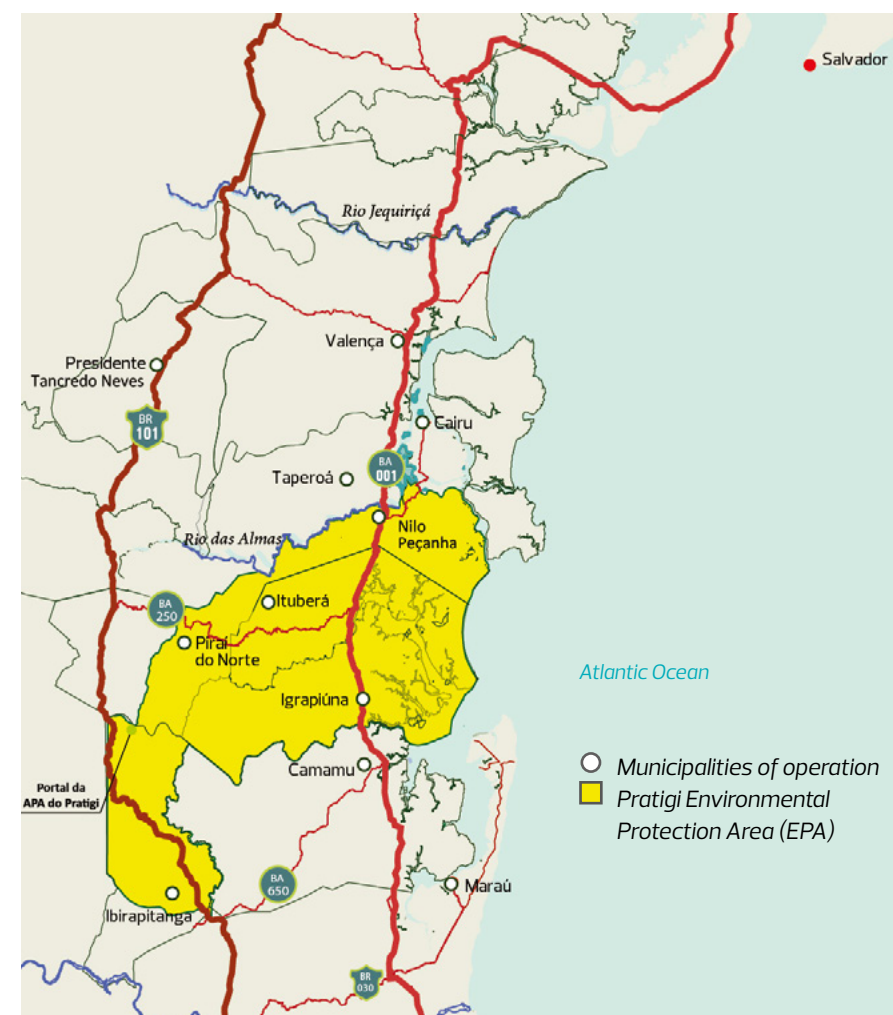 Salvador
Rio Jequiriçá
Valença
Presidente
Tancredo Neves
BR
101
Cairu
BA
001
Taperoá
Nilo
Peçanha
Rio das Almas
Ituberá
BA
250
Piraí
do Norte
Atlantic Ocean
Igrapiúna
Camamu
Municipalities of operation
Pratigi Environmental
Protection Area (EPA)
Portal da
APA do Pratigi
BA
650
Maraú
Ibirapitanga
BR
030